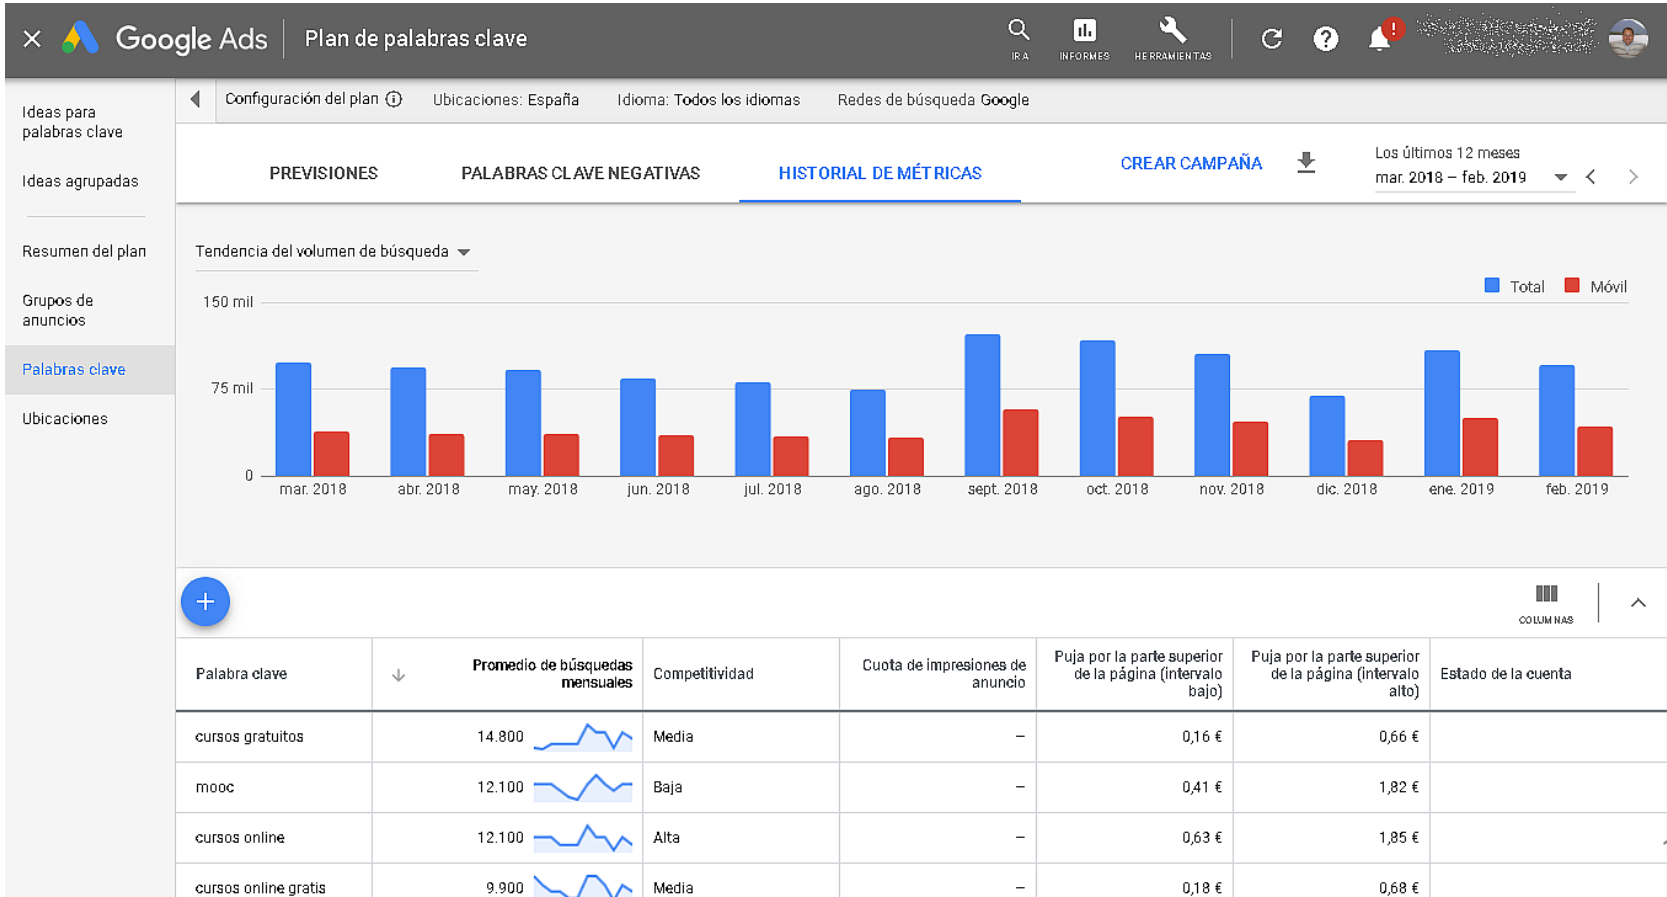 Google Ads
Plan de palabras clave
IR A
INFORMES
HERRAMIENTAS
!
Ideas para
palabras clave
Ideas agrupadas
Resumen del plan
Grupos de
anuncios
Palabras clave
Ubicaciones
Configuración del plan
Ubicaciones: España
Idioma: Todos los idiomas
Redes de búsqueda Google
PREVISIONES
PALABRAS CLAVE NEGATIVAS
HISTORIAL DE MÉTRICAS
CREAR CAMPAÑA
Los últimos 12 meses
mar. 2018 – feb. 2019
Tendencia del volumen de búsqueda
Total
Móvil
150 mil
75 mil
0
mar. 2018
abr. 2018
may. 2018
jun. 2018
jul. 2018
ago. 2018
sept. 2018
oct. 2018
nov. 2018
dic. 2018
ene. 2019
feb. 2019
COLUMNAS
Palabra clave
Promedio de búsquedas
mensuales
Competitividad
Cuota de impresiones de
anuncio
Puja por la parte superior
de la página (intervalo
bajo)
Puja por la parte superior
de la página (intervalo
alto)
Estado de la cuenta
cursos gratuitos 14.800 Media – 0,16 € 0,66 €
mooc 12.100 Baja – 0,41 € 1,82 €
cursos online 12.100 Alta – 0,63 € 1,85 €
cursos online gratis 9.900 Media – 0,18 € 0,68 €